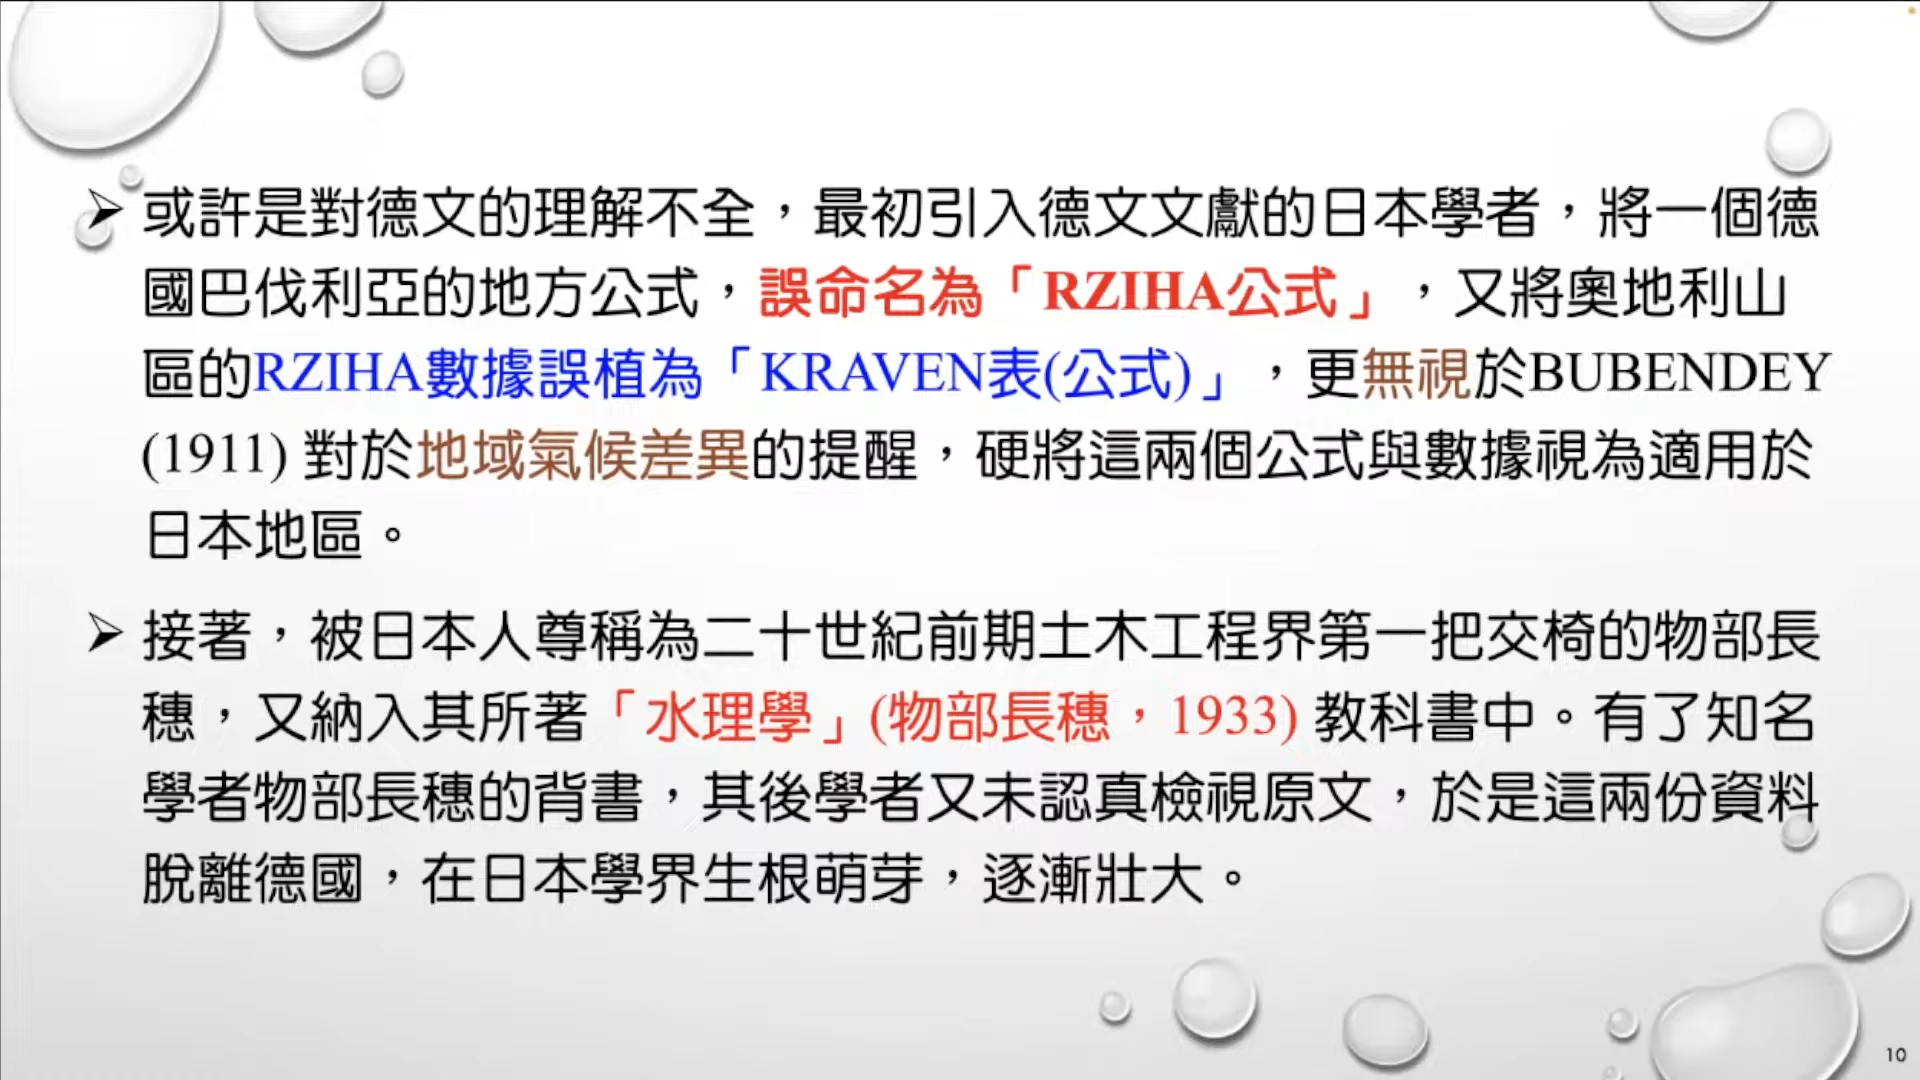 ➢ 或許是對德文的理解不全，最初引入德文文獻的日本學者，將一個德
國巴伐利亞的地方公式，誤命名為「RZIHA公式」，又將奧地利山
區的RZIHA數據誤植為「KRAVEN表(公式)」，更無視於BUBENDEY
(1911) 對於地域氣候差異的提醒，硬將這兩個公式與數據視為適用於
日本地區。
➢ 接著，被日本人尊稱為二十世紀前期土木工程界第一把交椅的物部長
穗，又納入其所著「水理學」(物部長穗，1933) 教科書中。有了知名
學者物部長穗的背書，其後學者又未認真檢視原文，於是這兩份資料
脫離德國，在日本學界生根萌芽，逐漸壯大。
10